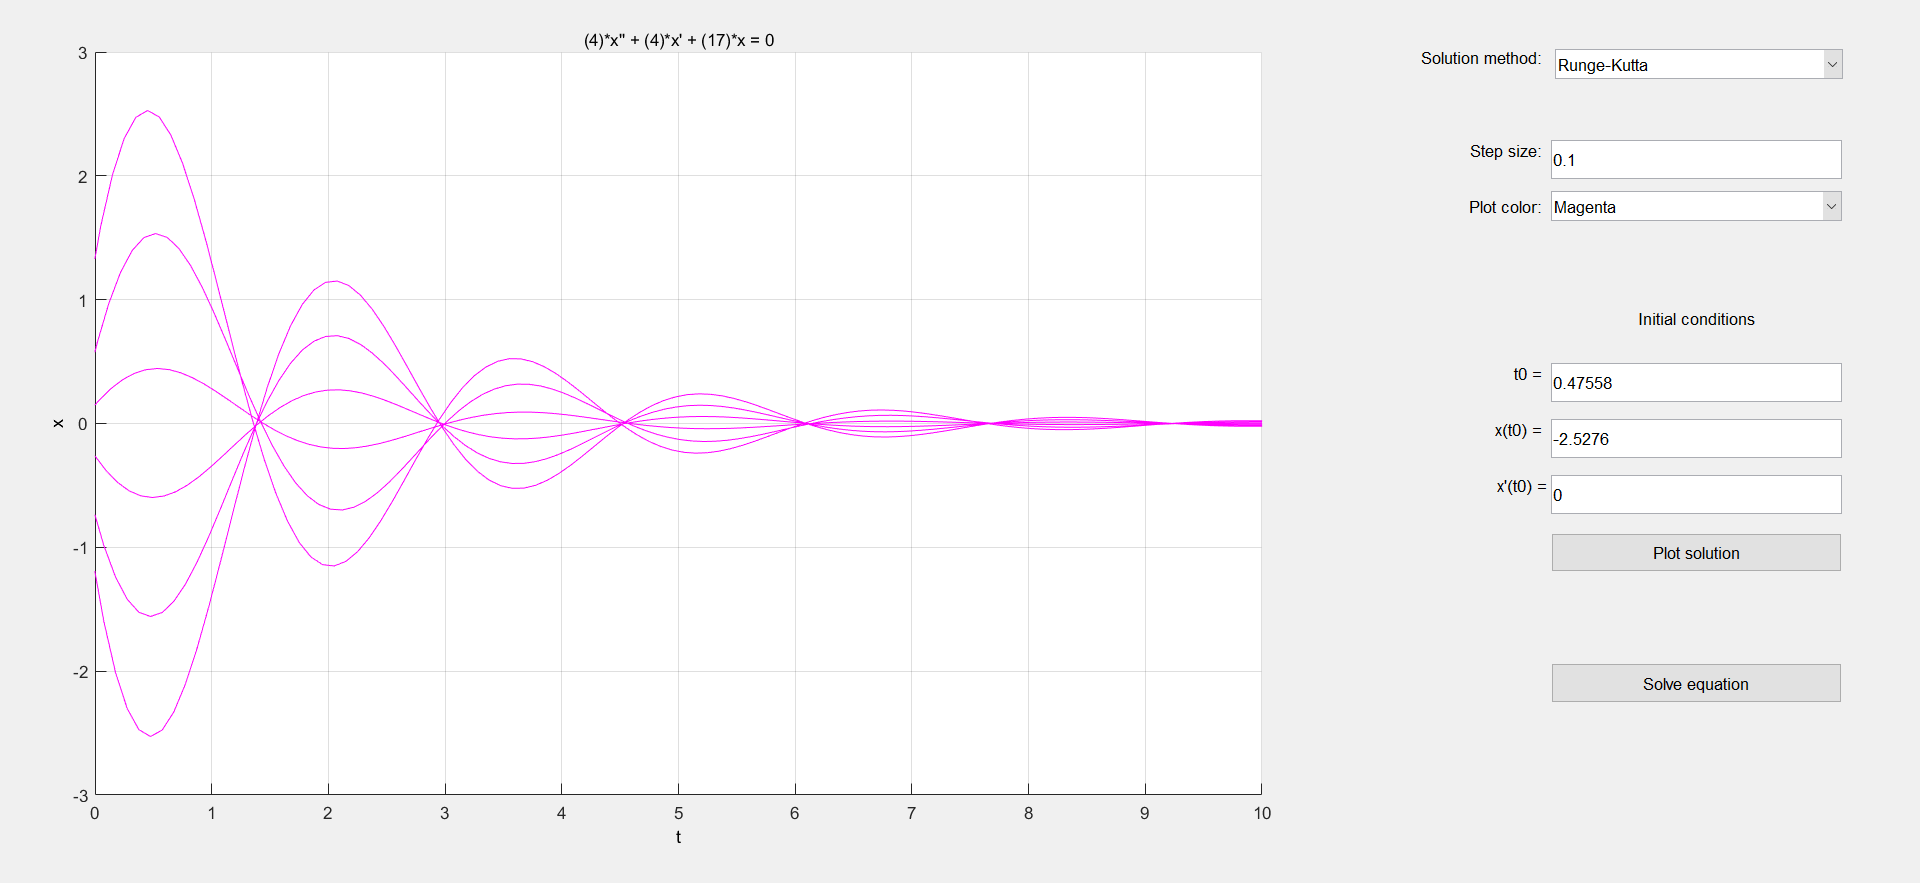 (4)*x'' + (4)*x' + (17)*x = 0
3
2
1
0
-1
-2
-3
x
0 1 2 3 4 5 6 7 8 9 10
t
Solution method: Runge-Kutta
Step size: 0.1
Plot color: Magenta
Initial conditions
t0 = 0.47558
x(t0) = -2.5276
x'(t0) = 0
Plot solution
Solve equation